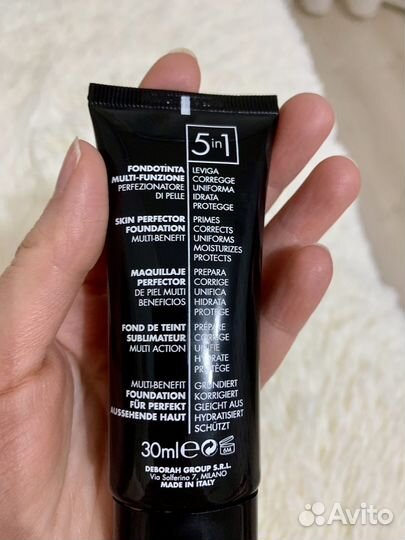 5in1
FONDOTINTA
MULTI-FUNZIONE
PERFEZIONATORE
DI PELLE
LEVIGA
CORREGGE
UNIFORMA
IDRATA
PROTEGGE
SKIN PERFECTOR
FOUNDATION
MULTI-BENEFIT
PRIMES
CORRECTS
UNIFORMS
MOISTURIZES
PROTECTS
MAQUILLAJE
PERFECTOR
DE PIEL MULTI
BENEFICIOS
PREPARA
CORRIGE
UNIFICA
HIDRATA
PROTEGE
FOND DE TEINT
SUBLIMATEUR
MULTI ACTION
PRÉPARE
CORRIGE
UNIFIE
HYDRATE
PROTÈGE
MULTI-BENEFIT
FOUNDATION
FÜR PERFEKT
AUSSEHENDE HAUT
GRUNDIERT
KORRIGIERT
GLEICHT AUS
HYDRATISIERT
SCHÜTZT
30ml℮ 6M
DEBORAH GROUP S.R.L.
Via Solferino 7, MILANO
MADE IN ITALY
Avito